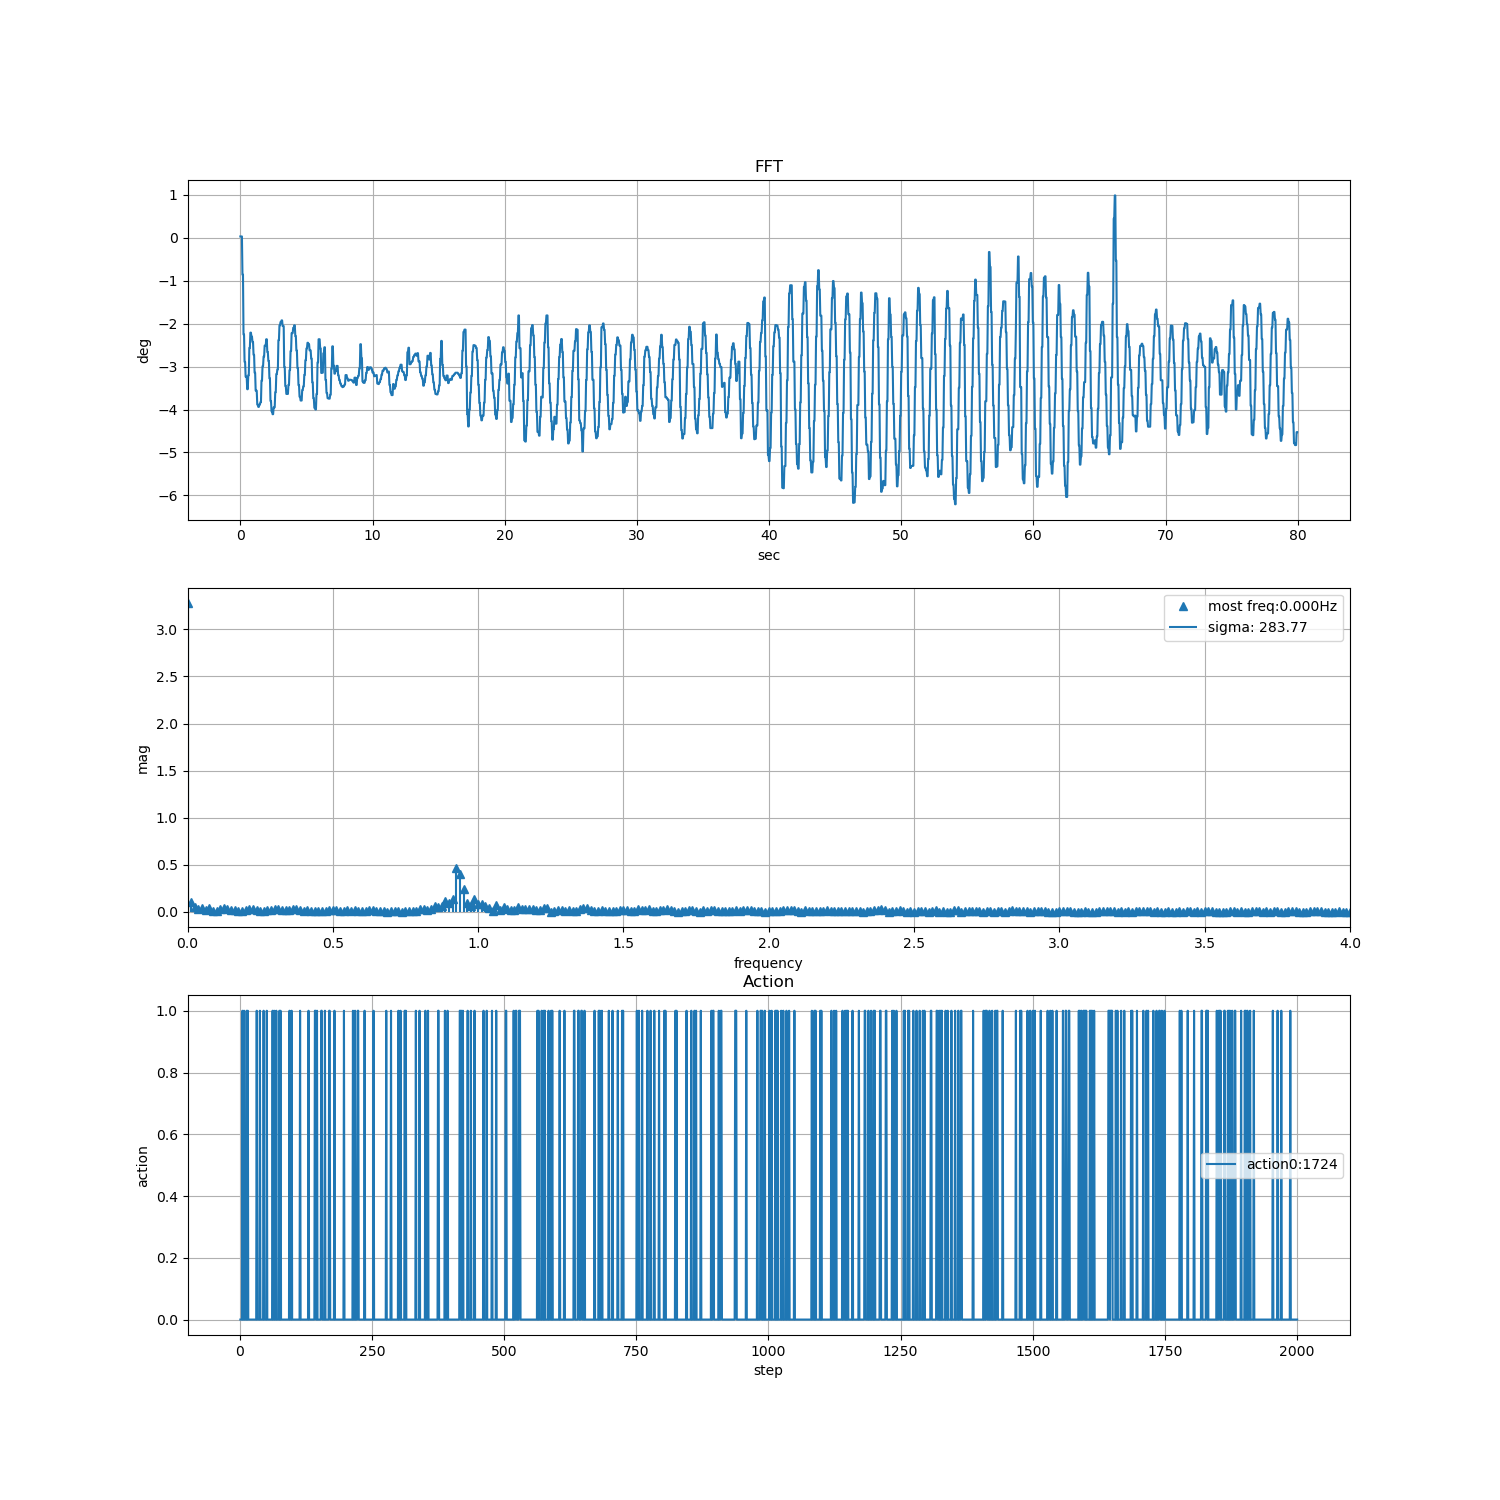 FFT
1
0
−1
−2
−3
−4
−5
−6
deg
0 10 20 30 40 50 60 70 80
sec
most freq:0.000Hz
sigma: 283.77
3.0
2.5
2.0
1.5
1.0
0.5
0.0
mag
0.0 0.5 1.0 1.5 2.0 2.5 3.0 3.5 4.0
frequency
Action
1.0
0.8
0.6
0.4
0.2
0.0
action
action0:1724
0 250 500 750 1000 1250 1500 1750 2000
step